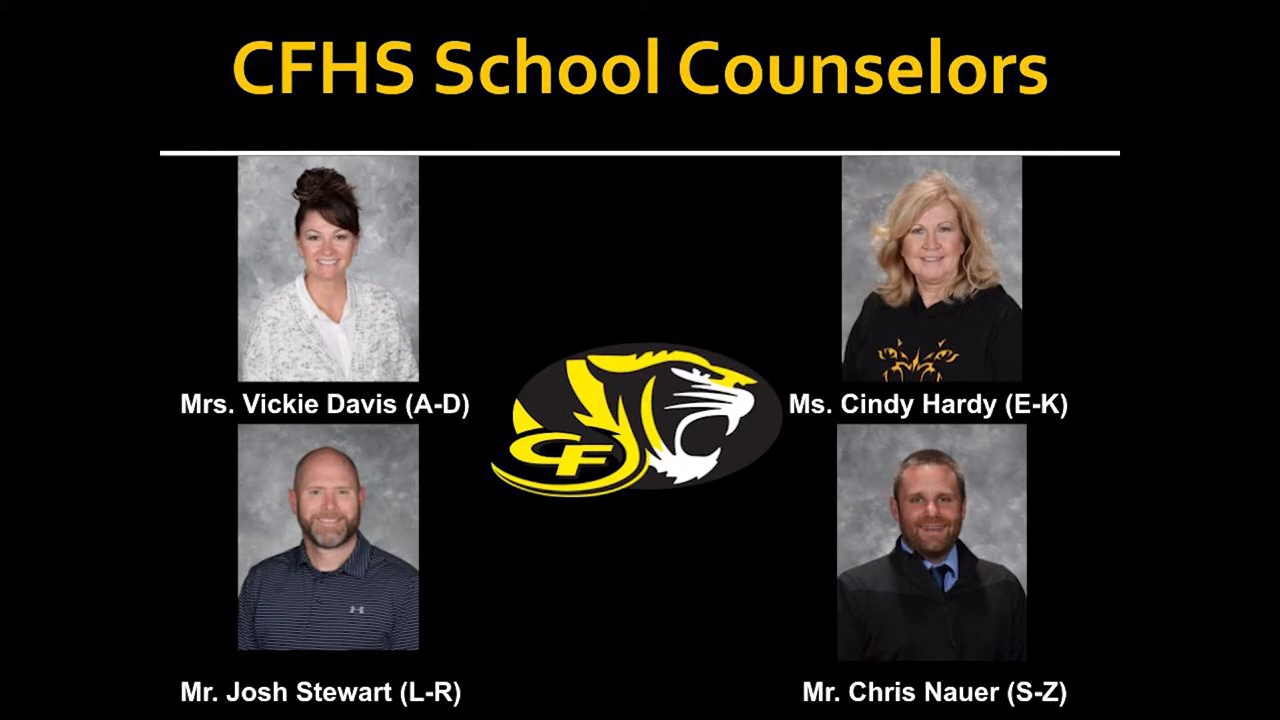 CFHS School Counselors
Mrs. Vickie Davis (A-D)
Ms. Cindy Hardy (E-K)
CF
Mr. Josh Stewart (L-R)
Mr. Chris Nauer (S-Z)